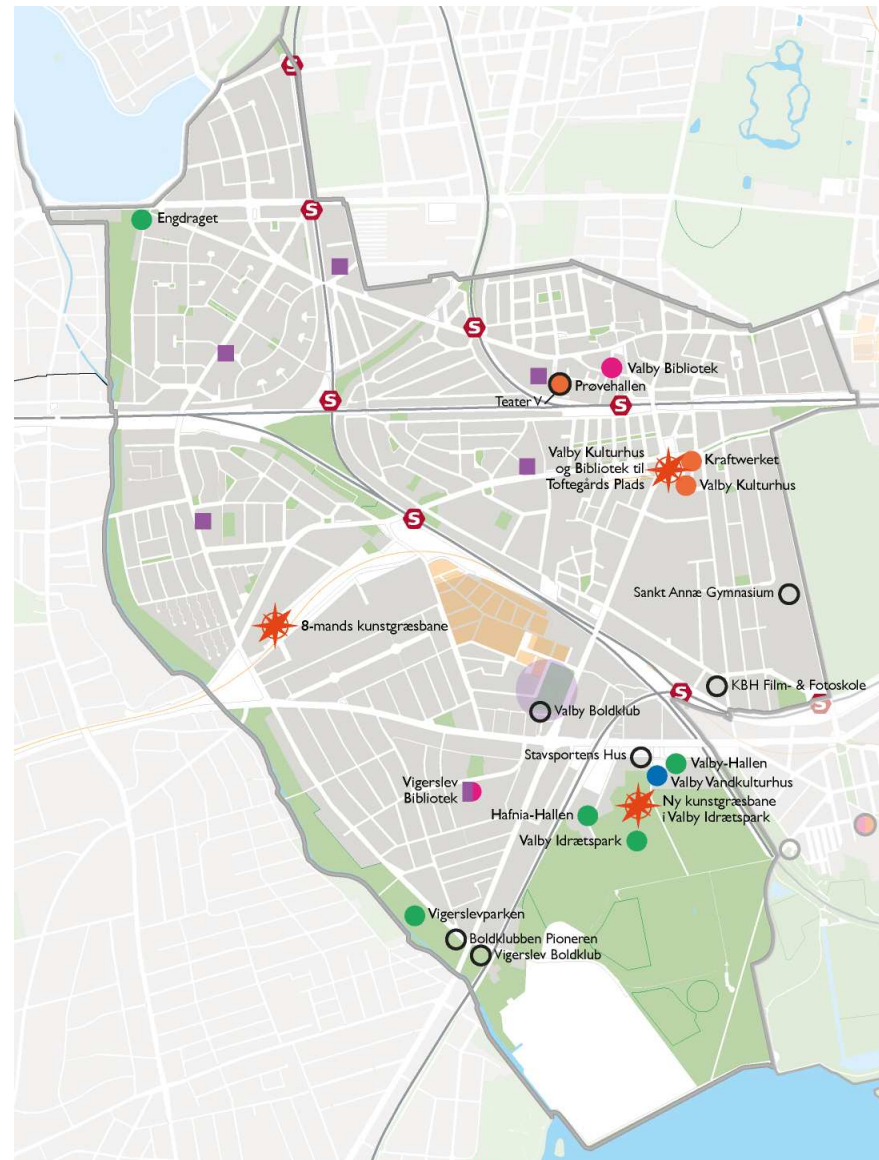 S
S
Engdraget
S
Valby Bibliotek
Prøvehallen
Teater V
S
S
Valby Kulturhus
og Bibliotek til
Toftegårds Plads
Kraftwerket
Valby Kulturhus
S
Sankt Annæ Gymnasium
8-mands kunstgræsbane
KBH Film- & Fotoskole
S
S
Valby Boldklub
Stavsportens Hus
Valby-Hallen
Valby Vandkulturhus
Vigerslev
Bibliotek
Ny kunstgræsbane
i Valby Idrætspark
Hafnia-Hallen
Valby Idrætspark
Vigerslevparken
Boldklubben Pioneren
Vigerslev Boldklub